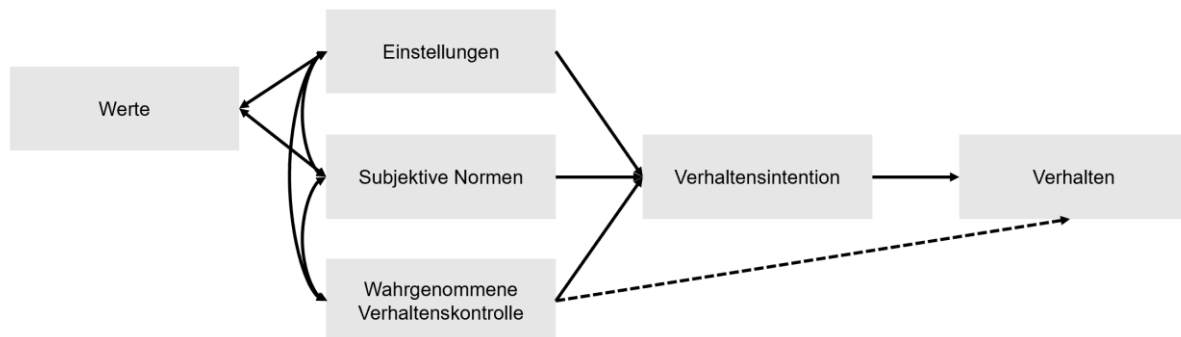 Einstellungen
Werte
Subjektive Normen
Verhaltensintention
Verhalten
Wahrgenommene
Verhaltenskontrolle